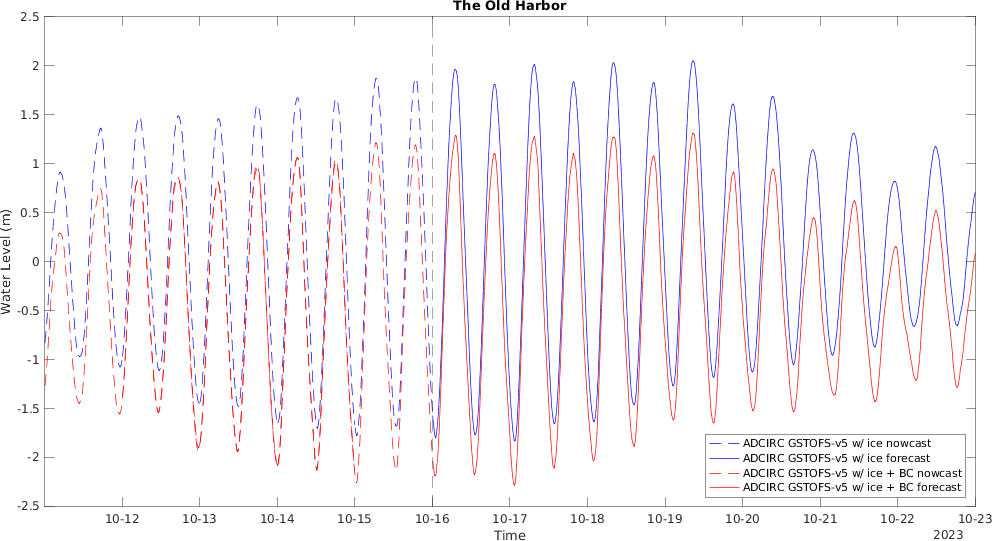 The Old Harbor
2.5
2
1.5
1
0.5
0
-0.5
-1
-1.5
-2
-2.5
Water Level (m)
10-12 10-13 10-14 10-15 10-16 10-17 10-18 10-19 10-20 10-21 10-22 10-23
Time
2023
ADCIRC GSTOFS-v5 w/ ice nowcast
ADCIRC GSTOFS-v5 w/ ice forecast
ADCIRC GSTOFS-v5 w/ ice + BC nowcast
ADCIRC GSTOFS-v5 w/ ice + BC forecast